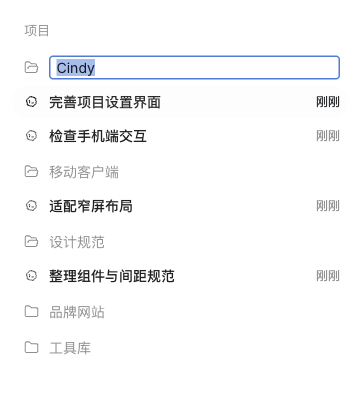 项目
Cindy
完善项目设置界面 刚刚
检查手机端交互 刚刚
移动客户端
适配窄屏布局 刚刚
设计规范
整理组件与间距规范 刚刚
品牌网站
工具库